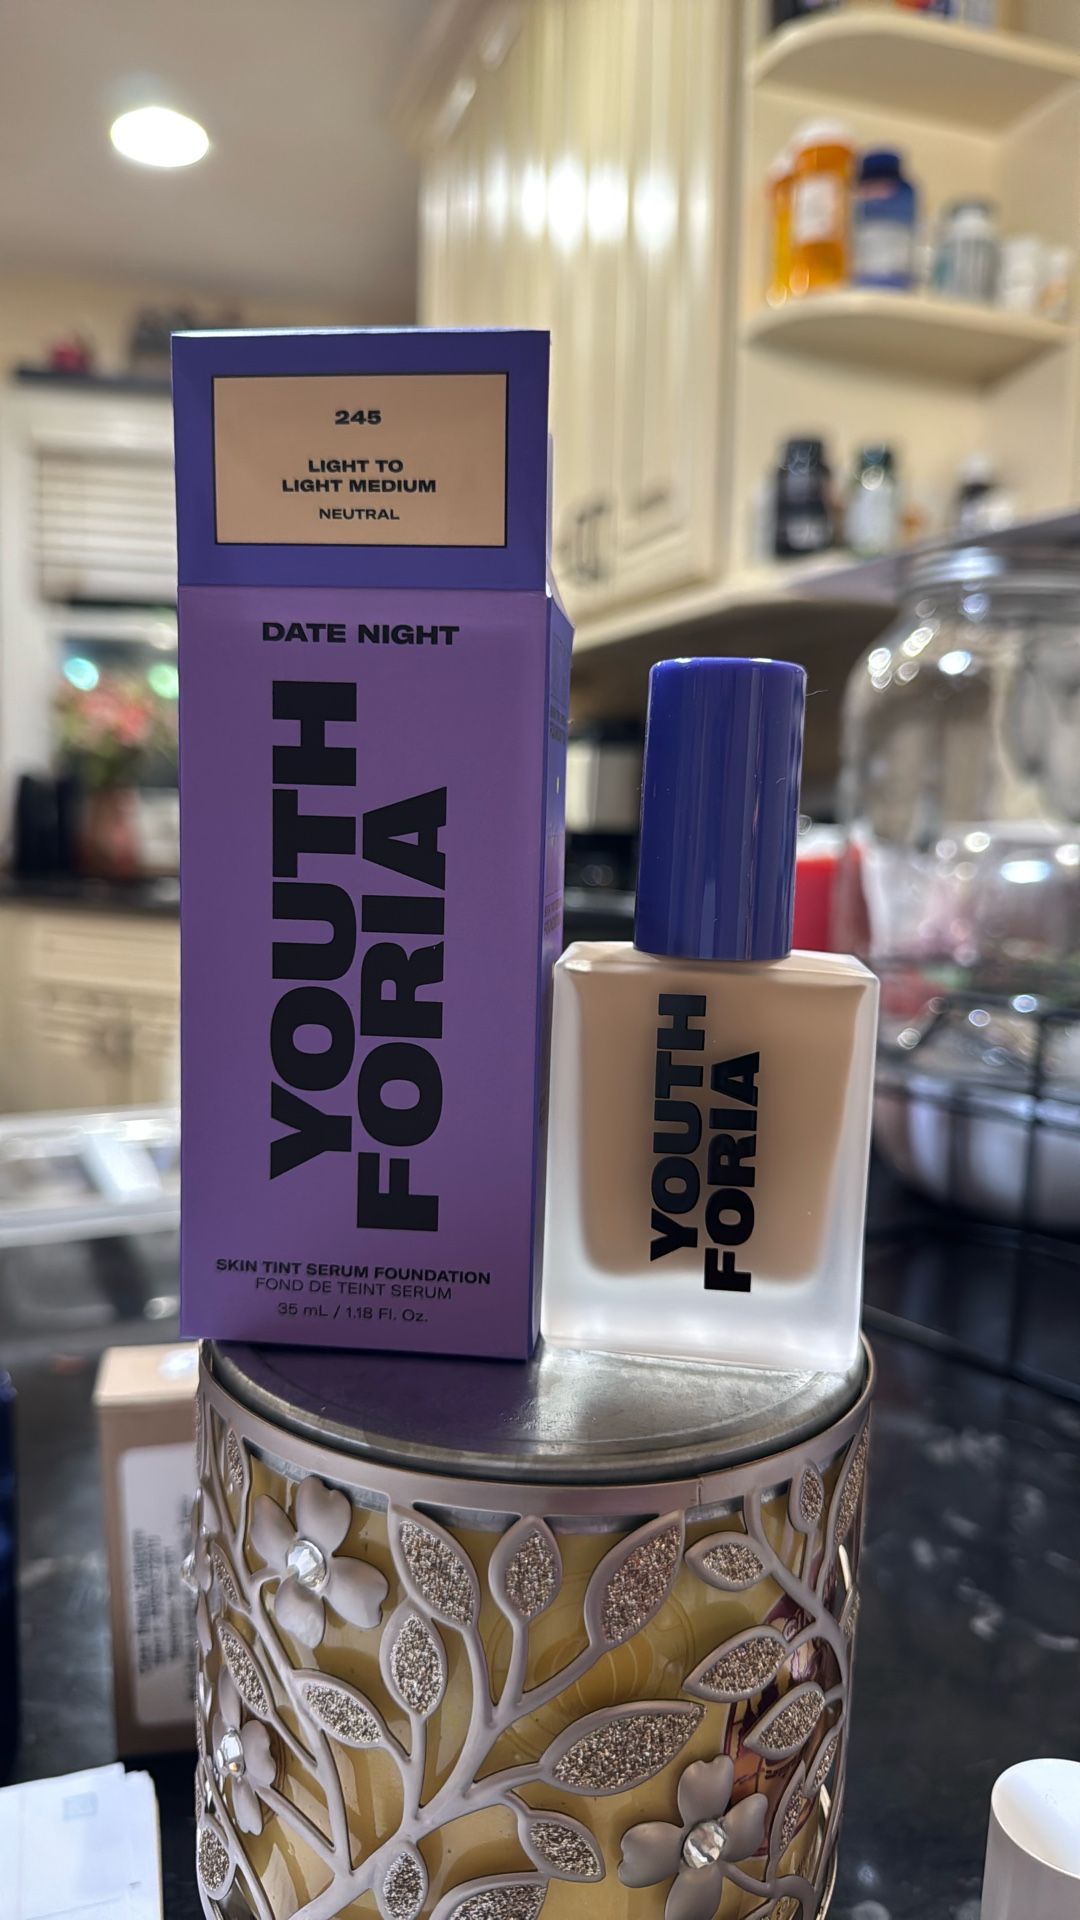 245
LIGHT TO
LIGHT MEDIUM
NEUTRAL
DATE NIGHT
YOUTH
FORIA
SKIN TINT SERUM FOUNDATION
FOND DE TEINT SERUM
35 mL / 1.18 Fl. Oz.
YOUTH
FORIA